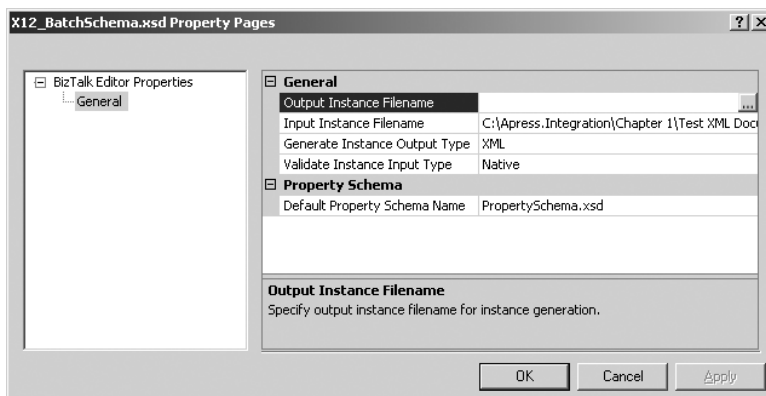 X12_BatchSchema.xsd Property Pages
? X
BizTalk Editor Properties
General
General
Output Instance Filename
...
Input Instance Filename C:\Apress.Integration\Chapter 1\Test XML Doc
Generate Instance Output Type XML
Validate Instance Input Type Native
Property Schema
Default Property Schema Name PropertySchema.xsd
Output Instance Filename
Specify output instance filename for instance generation.
OK Cancel Apply